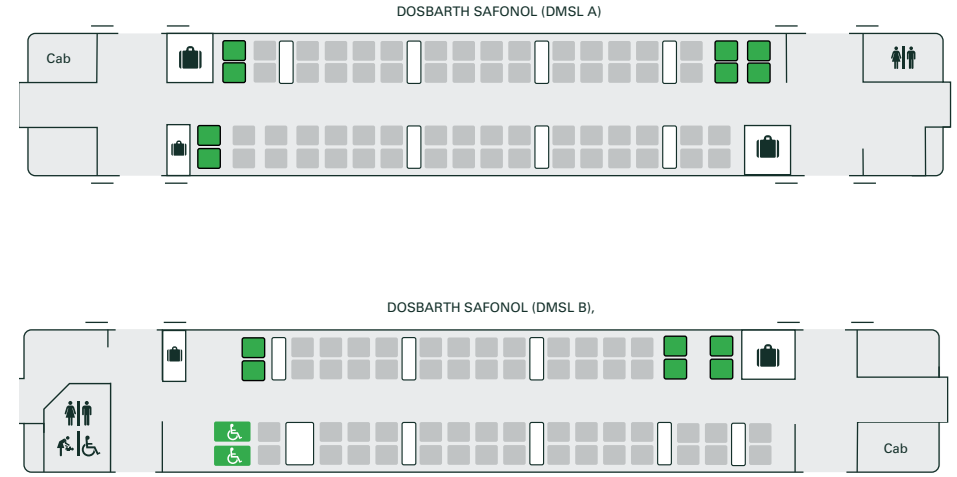 DOSBARTH SAFONOL (DMSL A)
Cab
DOSBARTH SAFONOL (DMSL B),
Cab